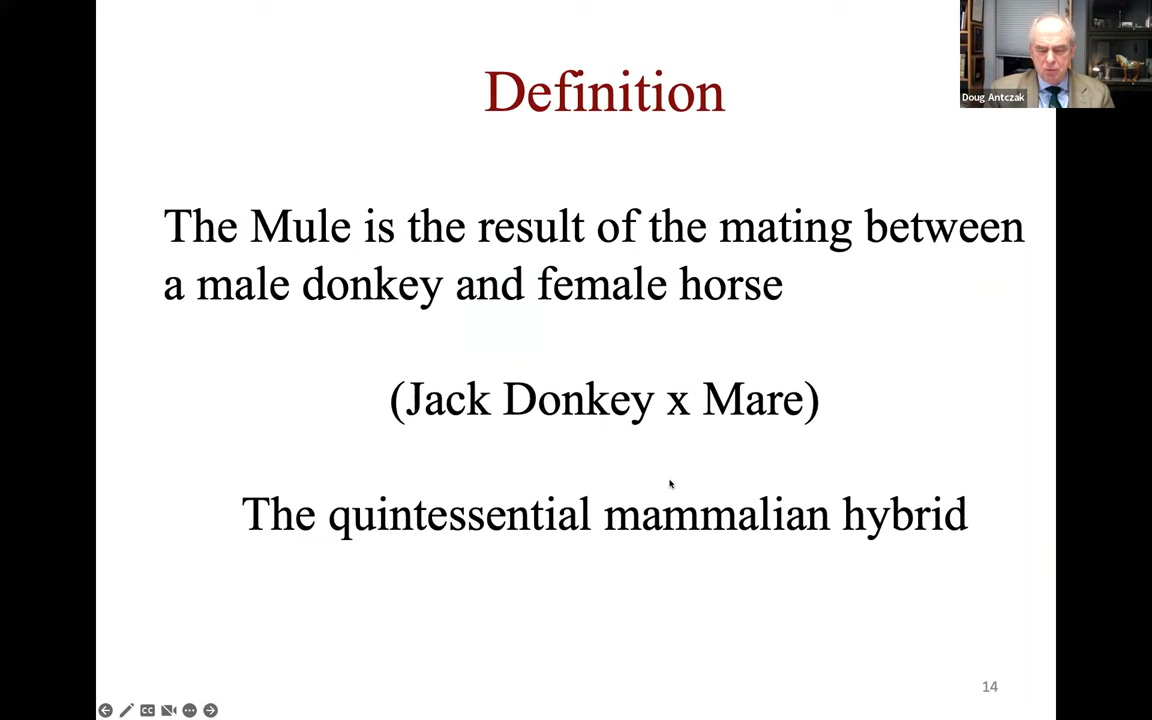 Definition
Doug Antczak
The Mule is the result of the mating between
a male donkey and female horse
(Jack Donkey x Mare)
The quintessential mammalian hybrid
14
CC